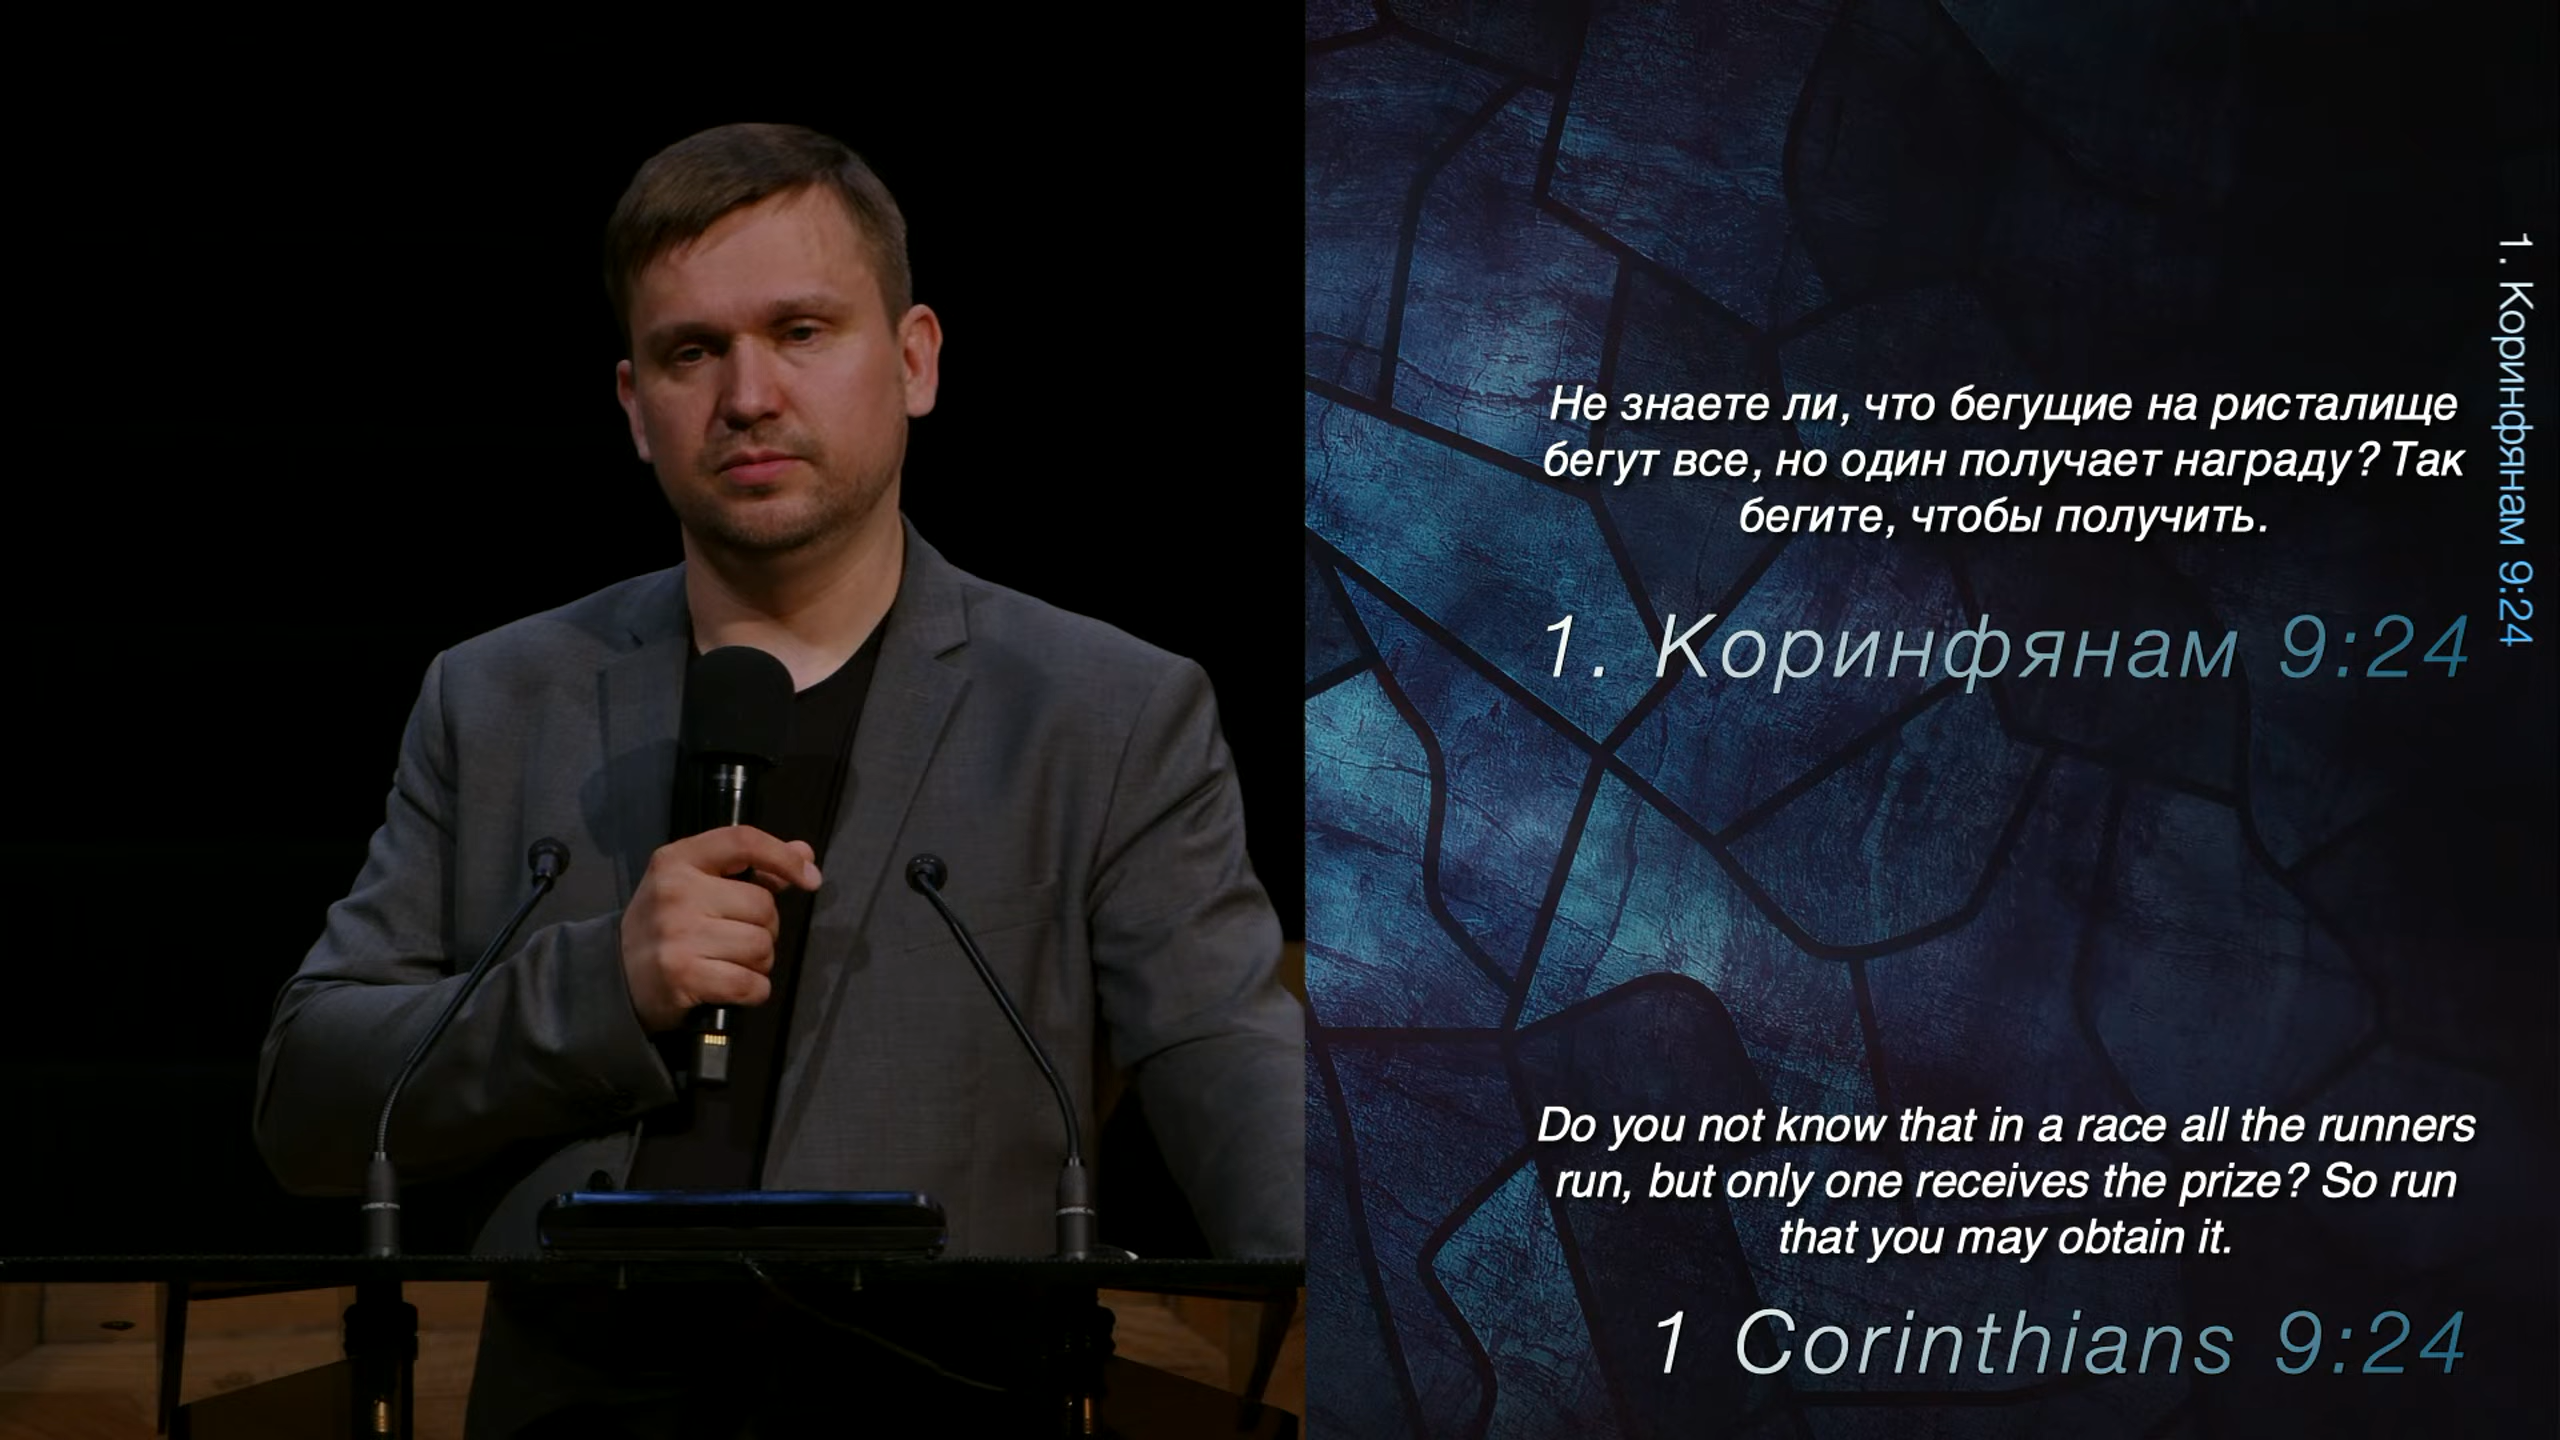 Не знаете ли, что бегущие на ристалище
бегут все, но один получает награду? Так
бегите, чтобы получить.
1. Коринфянам 9:24
1. Коринфянам 9:24
Do you not know that in a race all the runners
run, but only one receives the prize? So run
that you may obtain it.
1 Corinthians 9:24